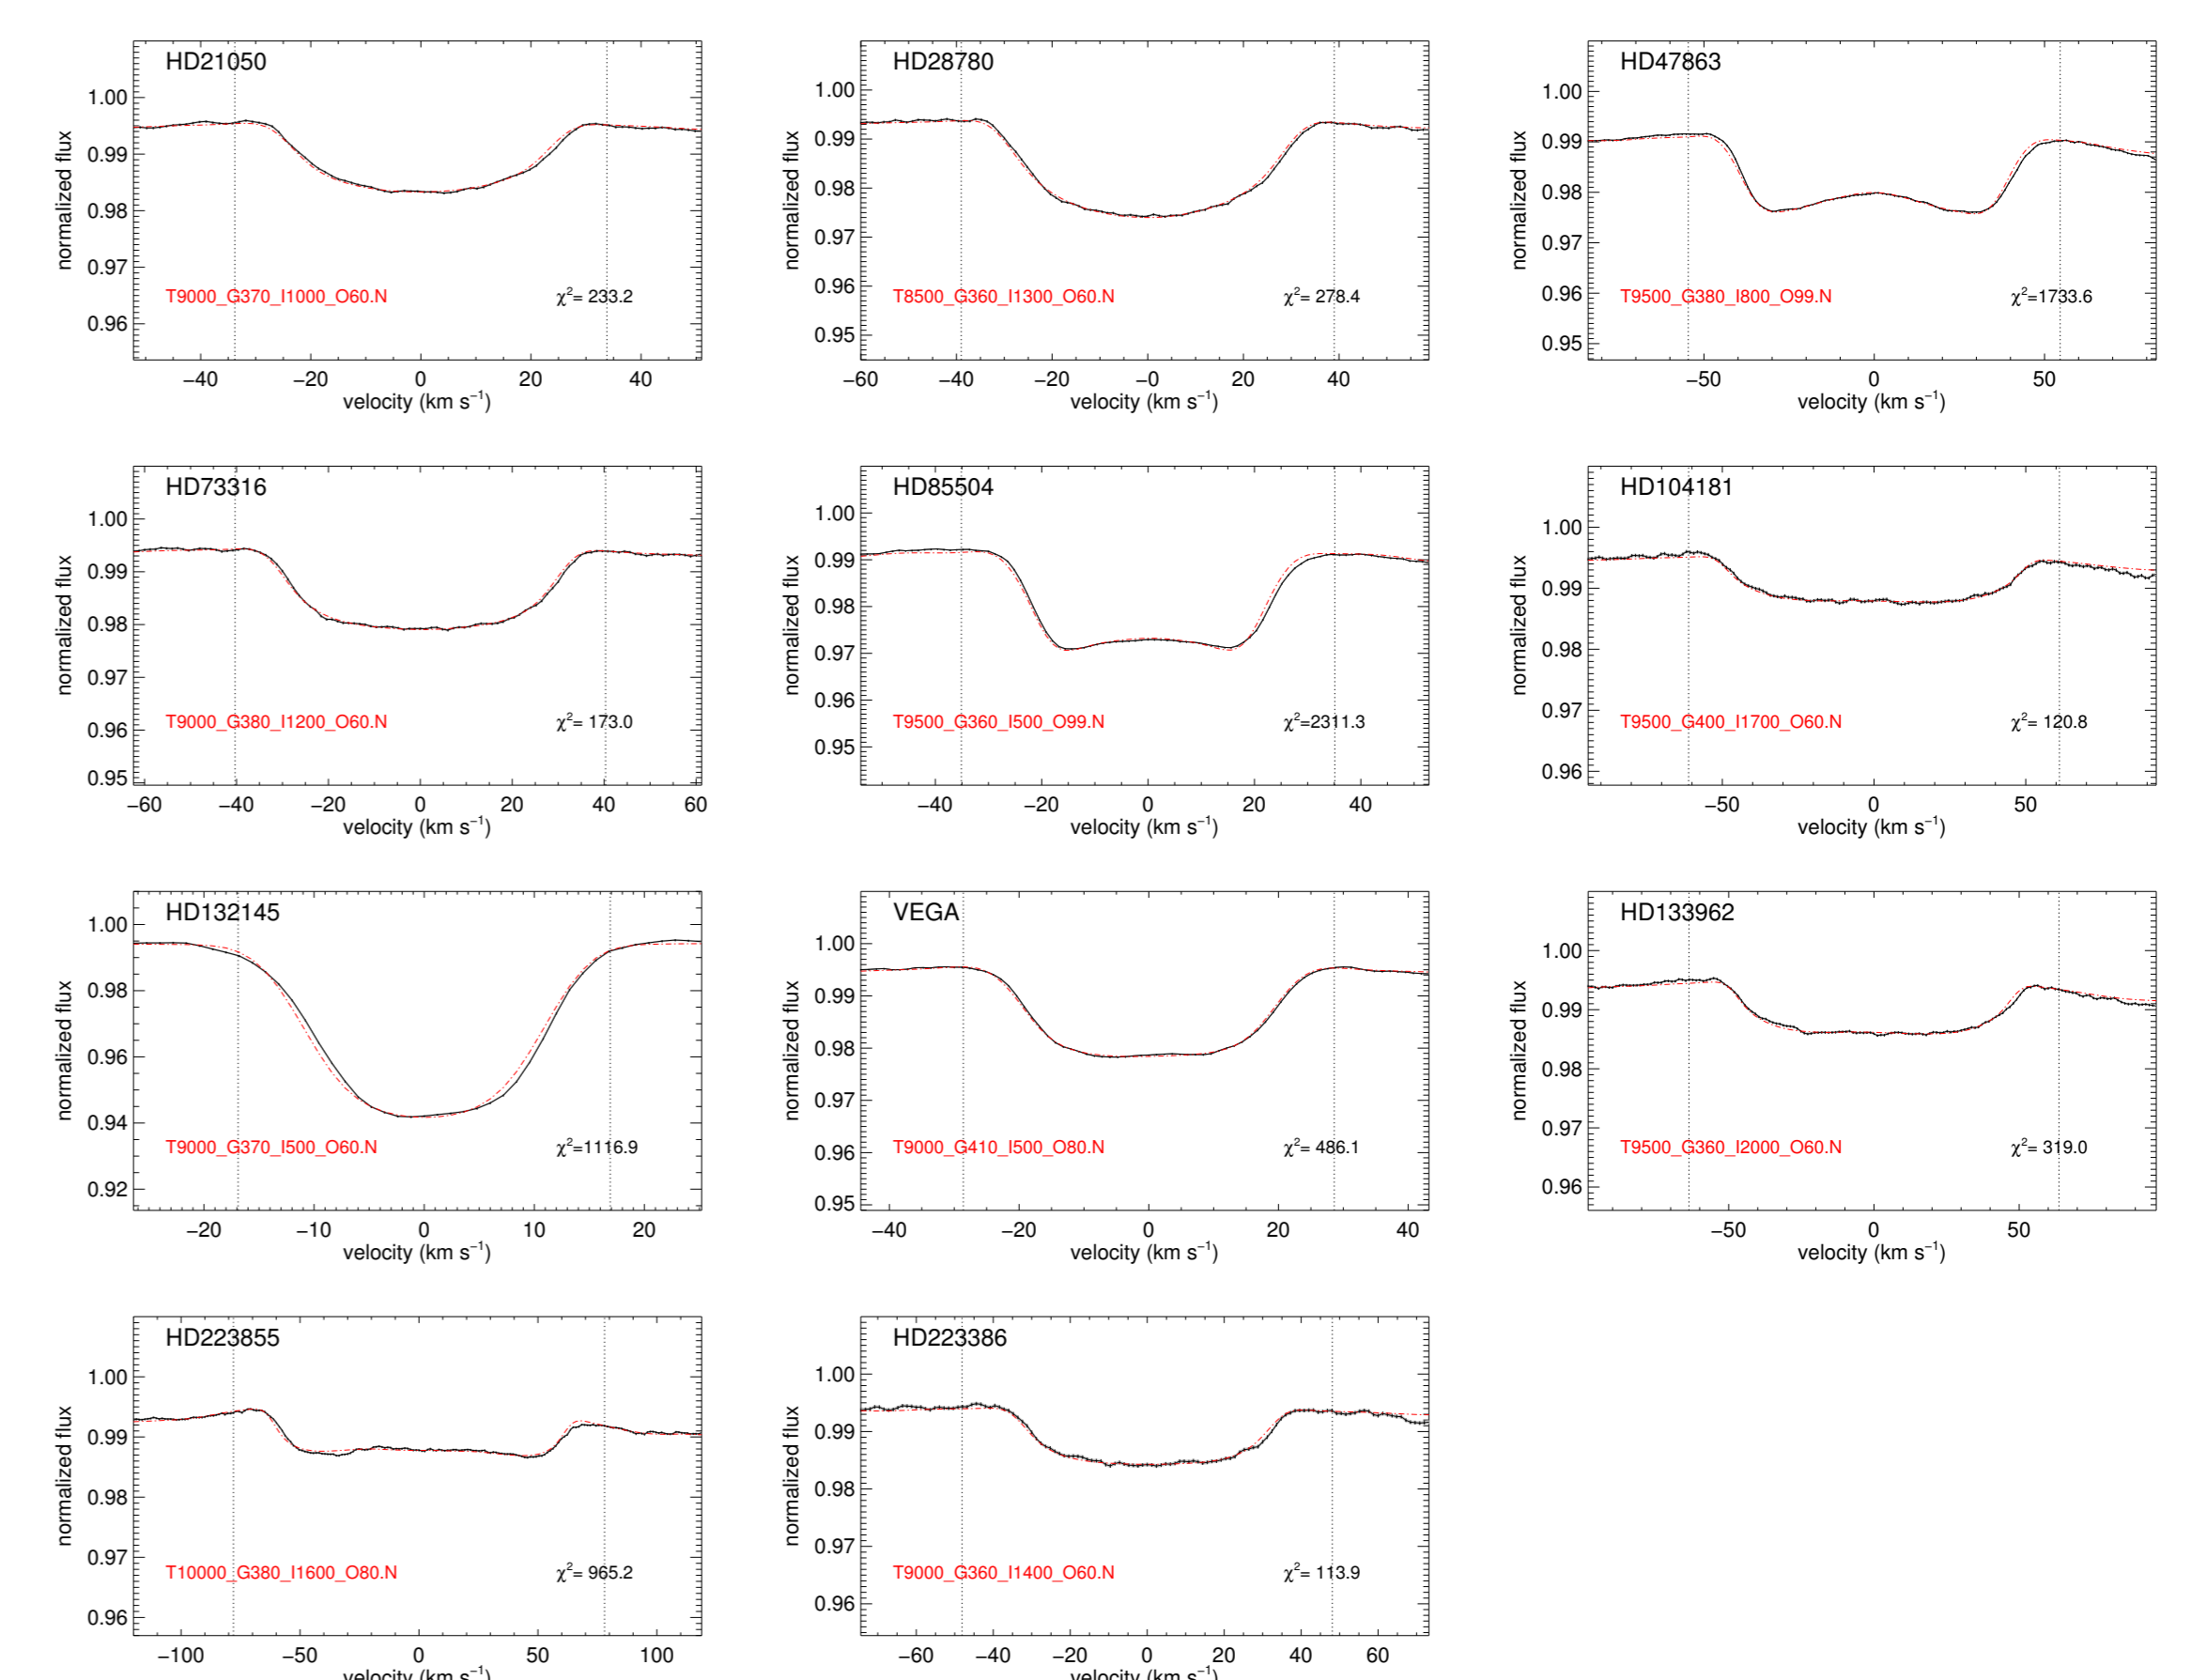 HD21050
1.00
0.99
0.98
0.97
0.96
normalized flux
T9000_G370_I1000_O60.N
χ²= 233.2
−40 −20 0 20 40
velocity (km s⁻¹)
HD28780
1.00
0.99
0.98
0.97
0.96
0.95
normalized flux
T8500_G360_I1300_O60.N
χ²= 278.4
−60 −40 −20 −0 20 40
velocity (km s⁻¹)
HD47863
1.00
0.99
0.98
0.97
0.96
0.95
normalized flux
T9500_G380_I800_O99.N
χ²=1733.6
−50 0 50
velocity (km s⁻¹)
HD73316
1.00
0.99
0.98
0.97
0.96
0.95
normalized flux
T9000_G380_I1200_O60.N
χ²= 173.0
−60 −40 −20 0 20 40 60
velocity (km s⁻¹)
HD85504
1.00
0.99
0.98
0.97
0.96
0.95
normalized flux
T9500_G360_I500_O99.N
χ²=2311.3
−40 −20 0 20 40
velocity (km s⁻¹)
HD104181
1.00
0.99
0.98
0.97
0.96
normalized flux
T9500_G400_I1700_O60.N
χ²= 120.8
−50 0 50
velocity (km s⁻¹)
HD132145
1.00
0.98
0.96
0.94
0.92
normalized flux
T9000_G370_I500_O60.N
χ²=1116.9
−20 −10 0 10 20
velocity (km s⁻¹)
VEGA
1.00
0.99
0.98
0.97
0.96
0.95
normalized flux
T9000_G410_I500_O80.N
χ²= 486.1
−40 −20 0 20 40
velocity (km s⁻¹)
HD133962
1.00
0.99
0.98
0.97
0.96
normalized flux
T9500_G360_I2000_O60.N
χ²= 319.0
−50 0 50
velocity (km s⁻¹)
HD223855
1.00
0.99
0.98
0.97
0.96
normalized flux
T10000_G380_I1600_O80.N
χ²= 965.2
−100 −50 0 50 100
velocity (km s⁻¹)
HD223386
1.00
0.99
0.98
0.97
0.96
normalized flux
T9000_G360_I1400_O60.N
χ²= 113.9
−60 −40 −20 0 20 40 60
velocity (km s⁻¹)